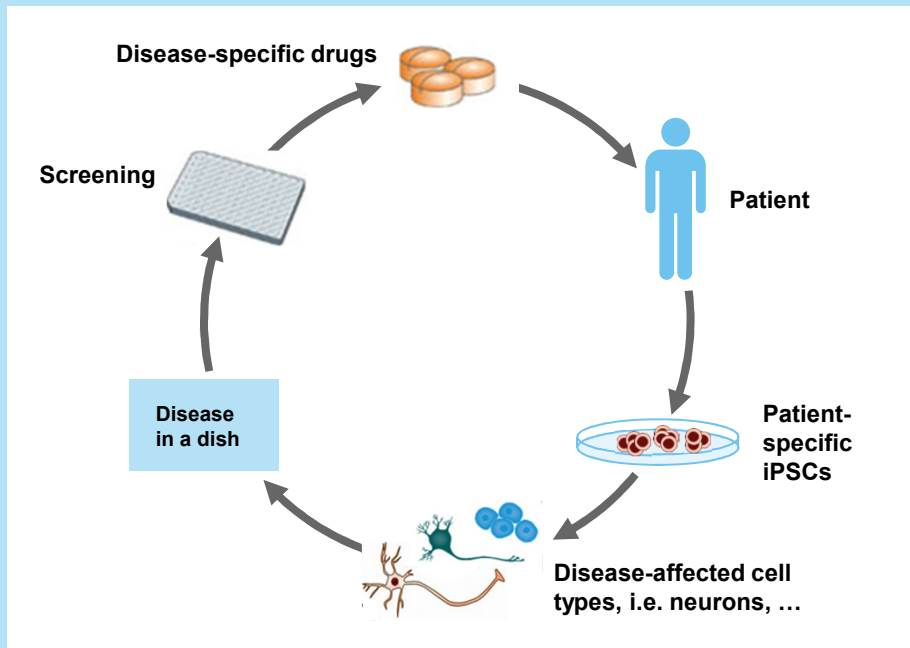 Disease-specific drugs
Screening
Patient
Disease
in a dish
Patient-
specific
iPSCs
Disease-affected cell
types, i.e. neurons, …